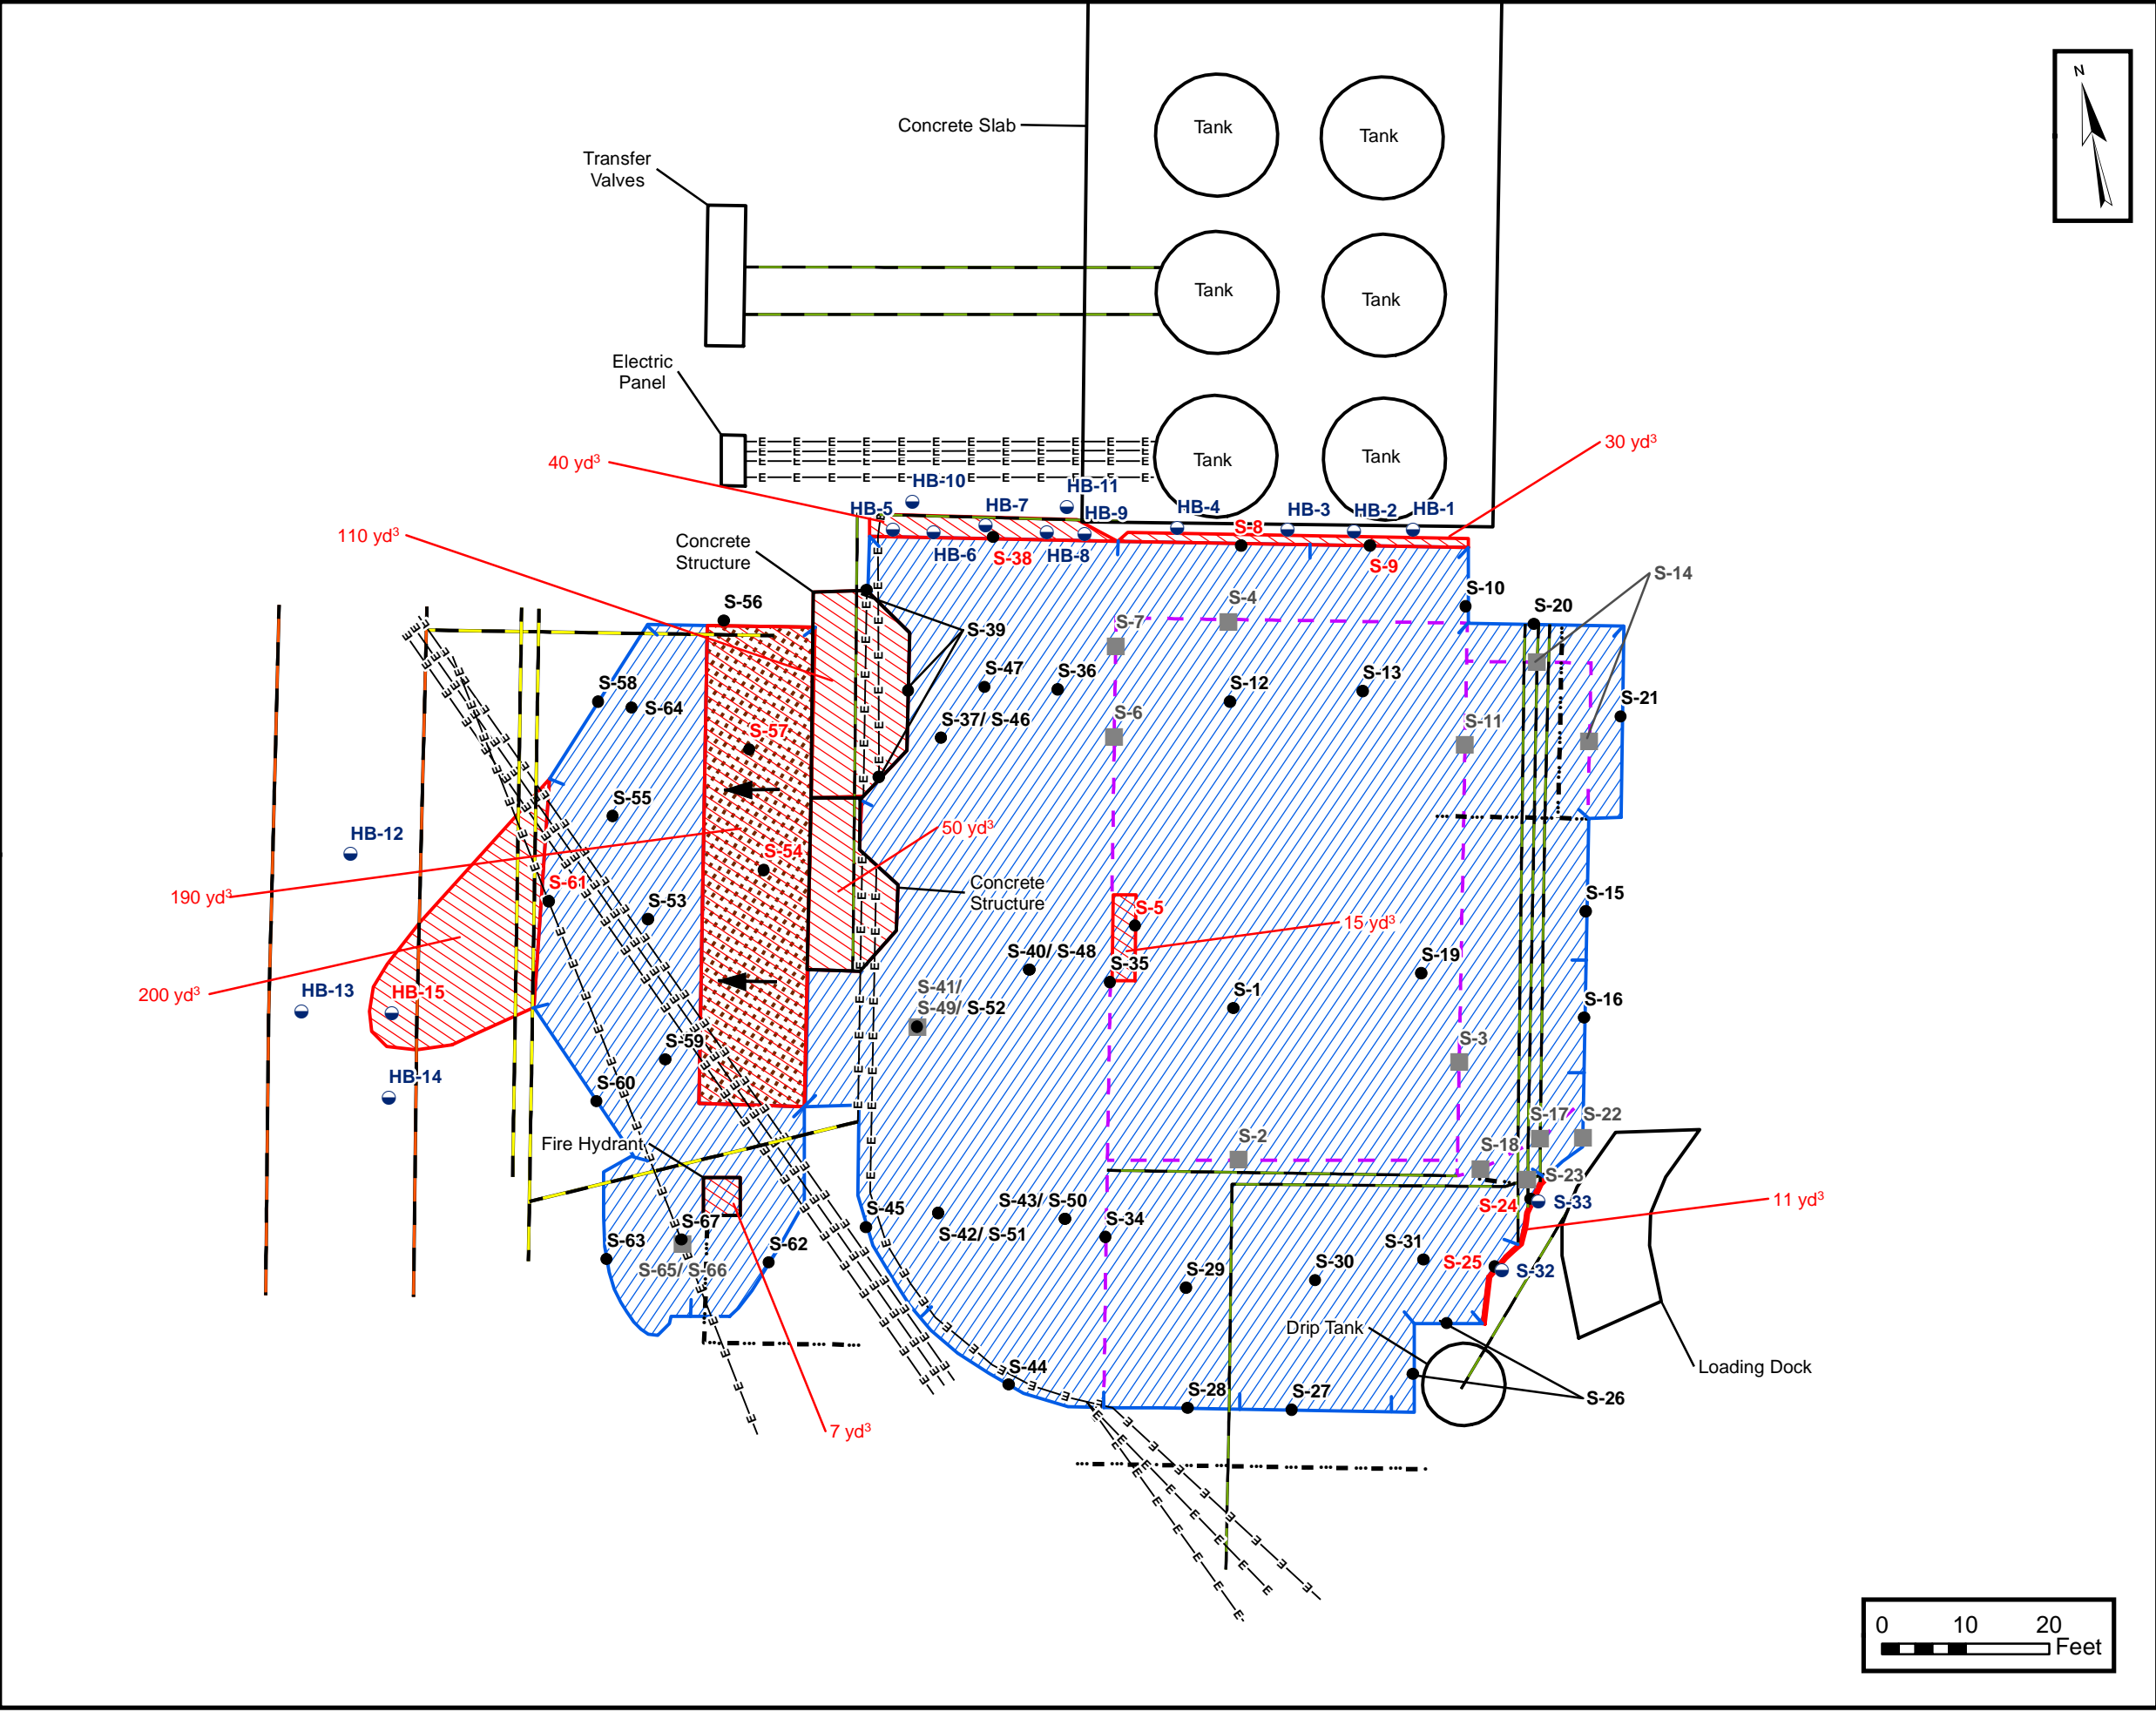 N
Concrete Slab
Tank
Tank
Transfer
Valves
Tank
Tank
Electric
Panel
Tank
Tank
30 yd³
40 yd³
HB-10
HB-11
HB-5
HB-7
HB-9
HB-4
HB-3
HB-2
HB-1
110 yd³
Concrete
Structure
HB-6
S-38
HB-8
S-8
S-9
S-14
S-56
S-4
S-10
S-20
S-39
S-7
S-58
S-64
S-47
S-36
S-12
S-13
S-21
S-57
S-37/ S-46
S-6
S-11
S-55
HB-12
50 yd³
S-54
190 yd³
S-61
Concrete
Structure
S-15
S-53
S-5
15 yd³
S-40/ S-48
S-35
S-19
200 yd³
HB-13
HB-15
S-41/
S-49/ S-52
S-1
S-16
S-59
S-3
HB-14
S-60
Fire Hydrant
S-2
S-17
S-22
S-18
S-23
S-45
S-43/ S-50
S-24
S-33
11 yd³
S-67
S-63
S-62
S-42/ S-51
S-34
S-31
S-25
S-32
S-65/ S-66
S-29
S-30
Drip Tank
S-44
Loading Dock
S-28
S-27
S-26
7 yd³
0 10 20
Feet
E E E E E E E E E E E E
E E E E E E E E E E E E
E E E E E E E E E E E E
E E E E E E E E E E E E